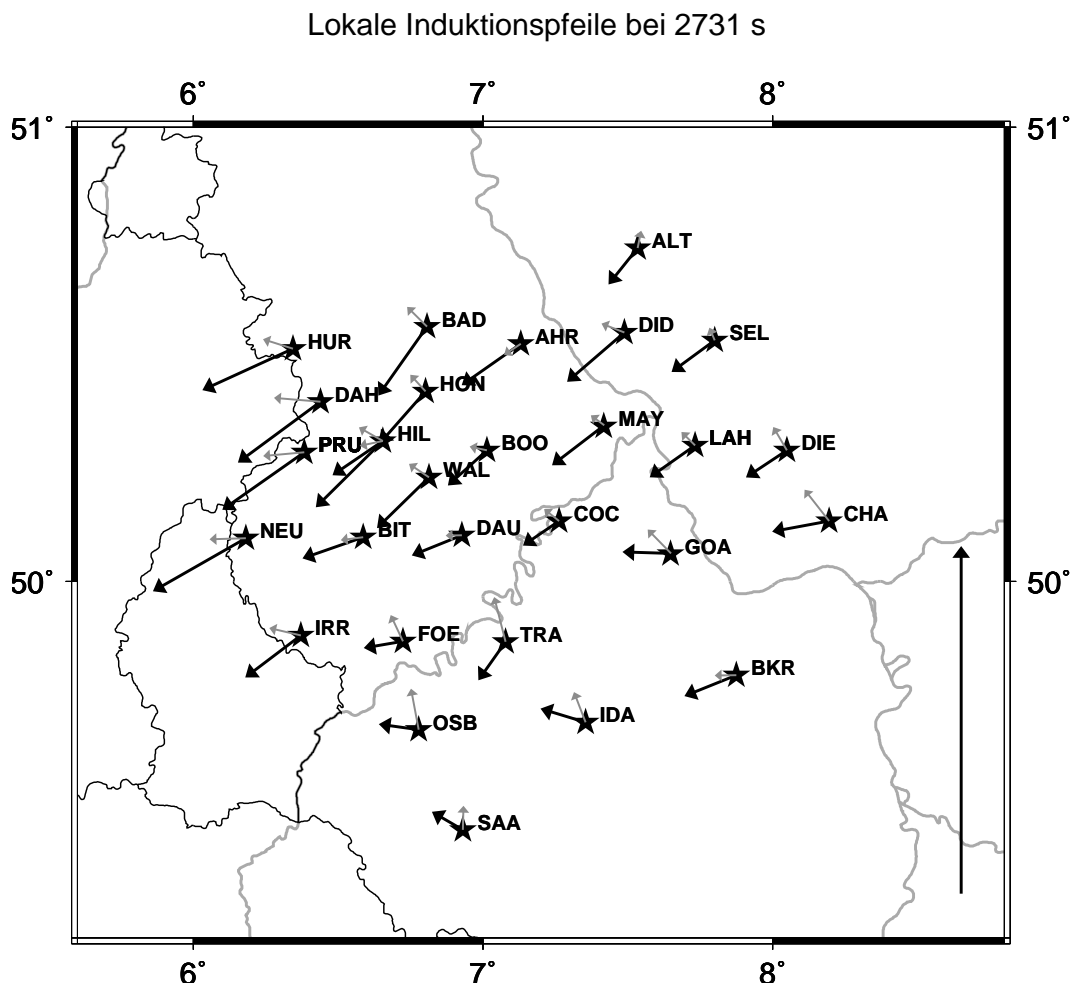 Lokale Induktionspfeile bei 2731 s
6° 7° 8°
51° 51°
ALT
BAD DID
AHR SEL
HUR
HON
DAH
MAY
HIL LAH
PRU BOO DIE
WAL
COC CHA
NEU BIT DAU
GOA
50° 50°
IRR FOE TRA
BKR
OSB IDA
SAA
6° 7° 8°